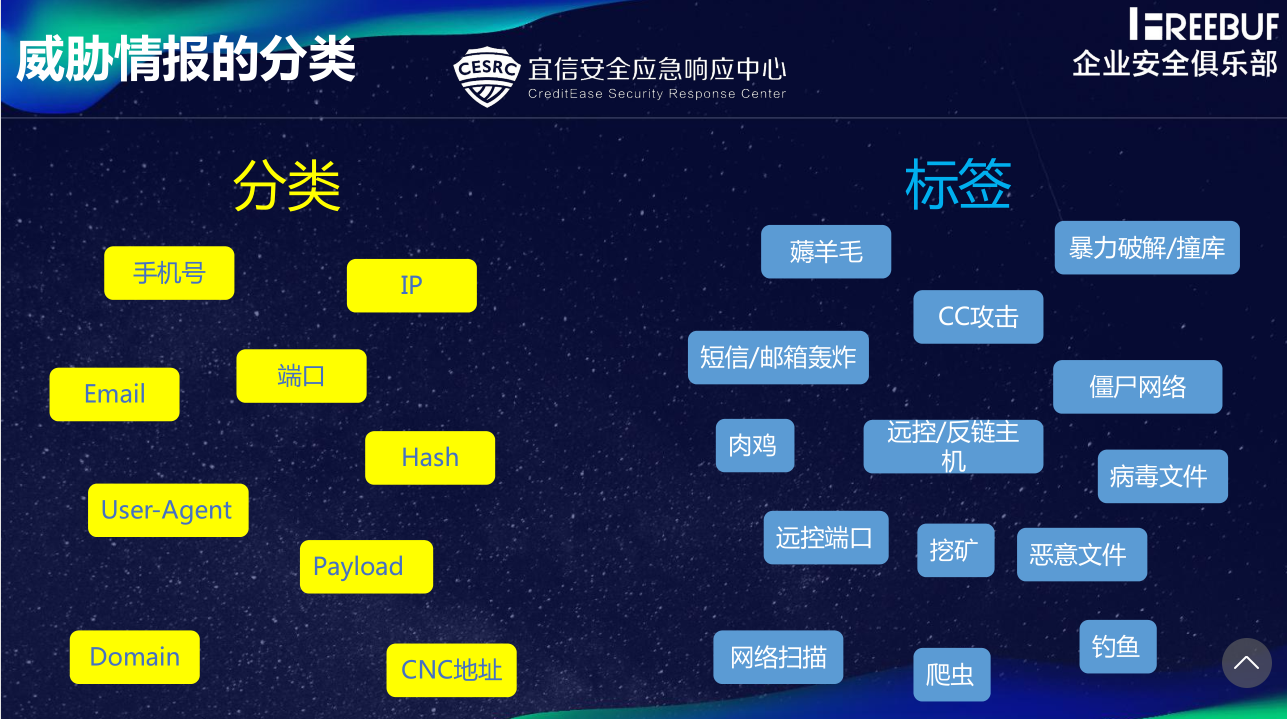 威胁情报的分类
CESRC
宜信安全应急响应中心
CreditEase Security Response Center
FREEBUF
企业安全俱乐部
分类
手机号
IP
Email
端口
Hash
User-Agent
Payload
Domain
CNC地址
标签
薅羊毛
暴力破解/撞库
CC攻击
短信/邮箱轰炸
僵尸网络
肉鸡
远控/反链主
机
病毒文件
远控端口
挖矿
恶意文件
网络扫描
爬虫
钓鱼